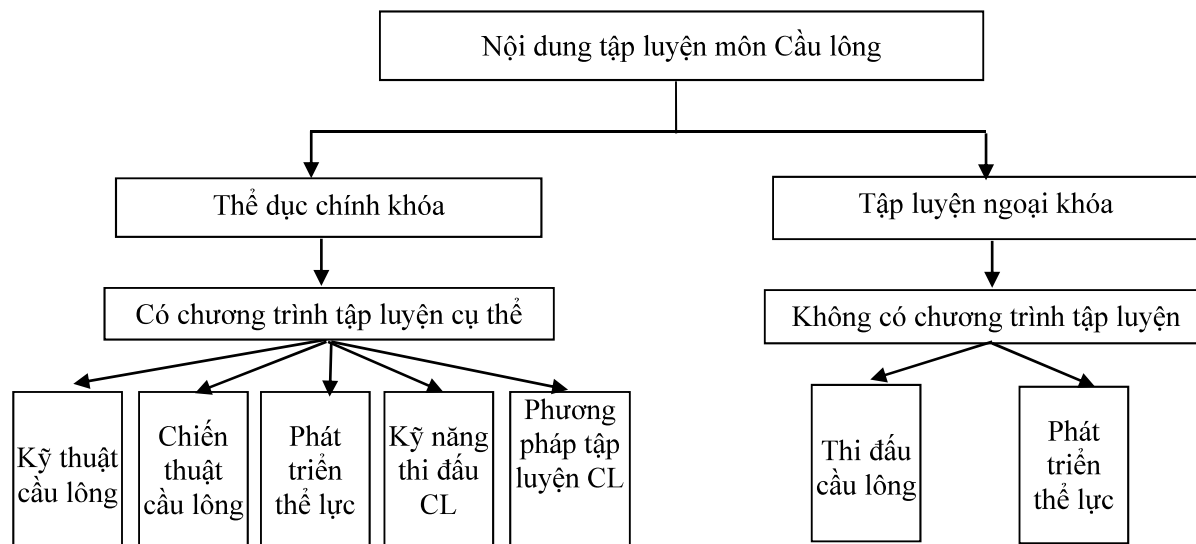 Nội dung tập luyện môn Cầu lông
Thể dục chính khóa
Tập luyện ngoại khóa
Có chương trình tập luyện cụ thể
Không có chương trình tập luyện
Kỹ thuật
cầu lông
Chiến
thuật
cầu lông
Phát
triển
thể lực
Kỹ năng
thi đấu
CL
Phương
pháp tập
luyện CL
Thi đấu
cầu lông
Phát
triển
thể lực